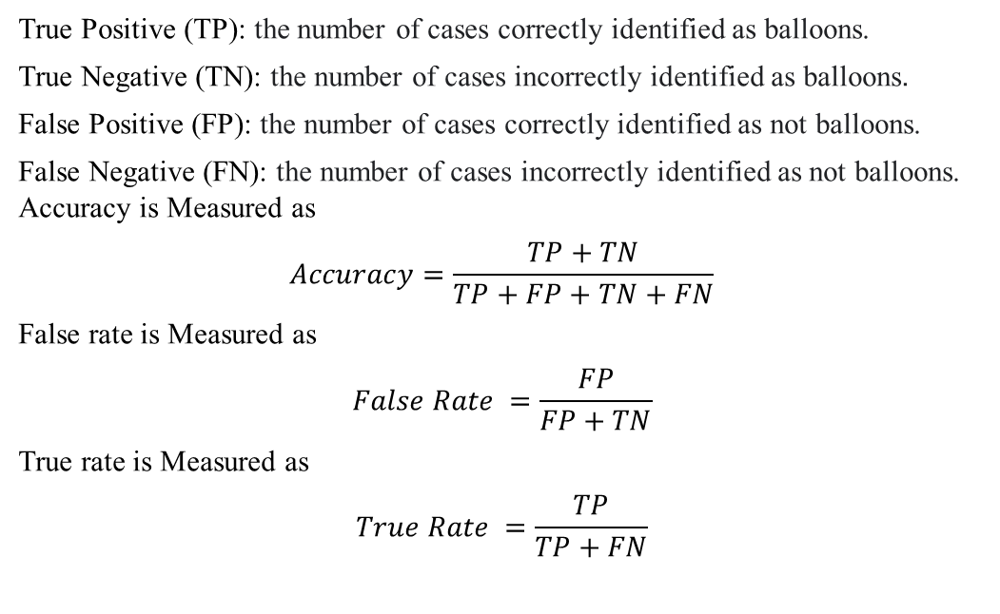 True Positive (TP): the number of cases correctly identified as balloons.
True Negative (TN): the number of cases incorrectly identified as balloons.
False Positive (FP): the number of cases correctly identified as not balloons.
False Negative (FN): the number of cases incorrectly identified as not balloons.
Accuracy is Measured as
Accuracy = (TP + TN) / (TP + FP + TN + FN)
False rate is Measured as
False Rate = FP / (FP + TN)
True rate is Measured as
True Rate = TP / (TP + FN)